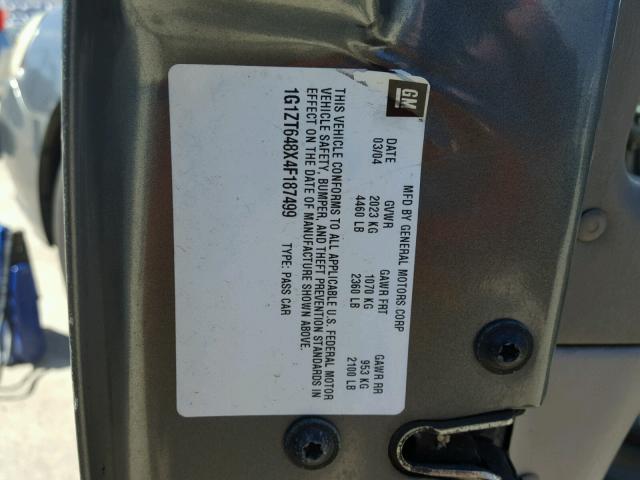 GM
MFD BY GENERAL MOTORS CORP
DATE GVWR GAWR FRT GAWR RR
03/04 2023 KG 1070 KG 953 KG
4460 LB 2360 LB 2100 LB
THIS VEHICLE CONFORMS TO ALL APPLICABLE U.S. FEDERAL MOTOR
VEHICLE SAFETY, BUMPER, AND THEFT PREVENTION STANDARDS IN
EFFECT ON THE DATE OF MANUFACTURE SHOWN ABOVE.
1G1ZT648X4F187499 TYPE: PASS CAR